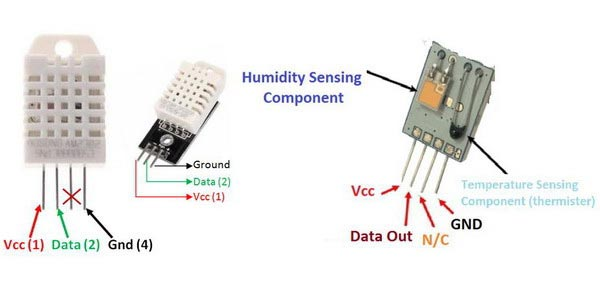 Vcc (1)
Data (2)
Gnd (4)
Ground
Data (2)
Vcc (1)
Humidity Sensing
Component
Temperature Sensing
Component (thermister)
Vcc
Data Out
N/C
GND